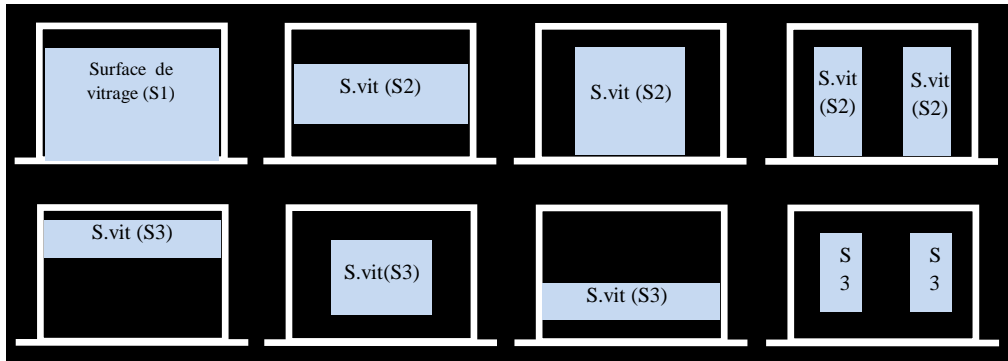 Surface de
vitrage (S1)
S.vit (S2)
S.vit (S2)
S.vit
(S2)
S.vit
(S2)
S.vit (S3)
S.vit(S3)
S.vit (S3)
S
3
S
3